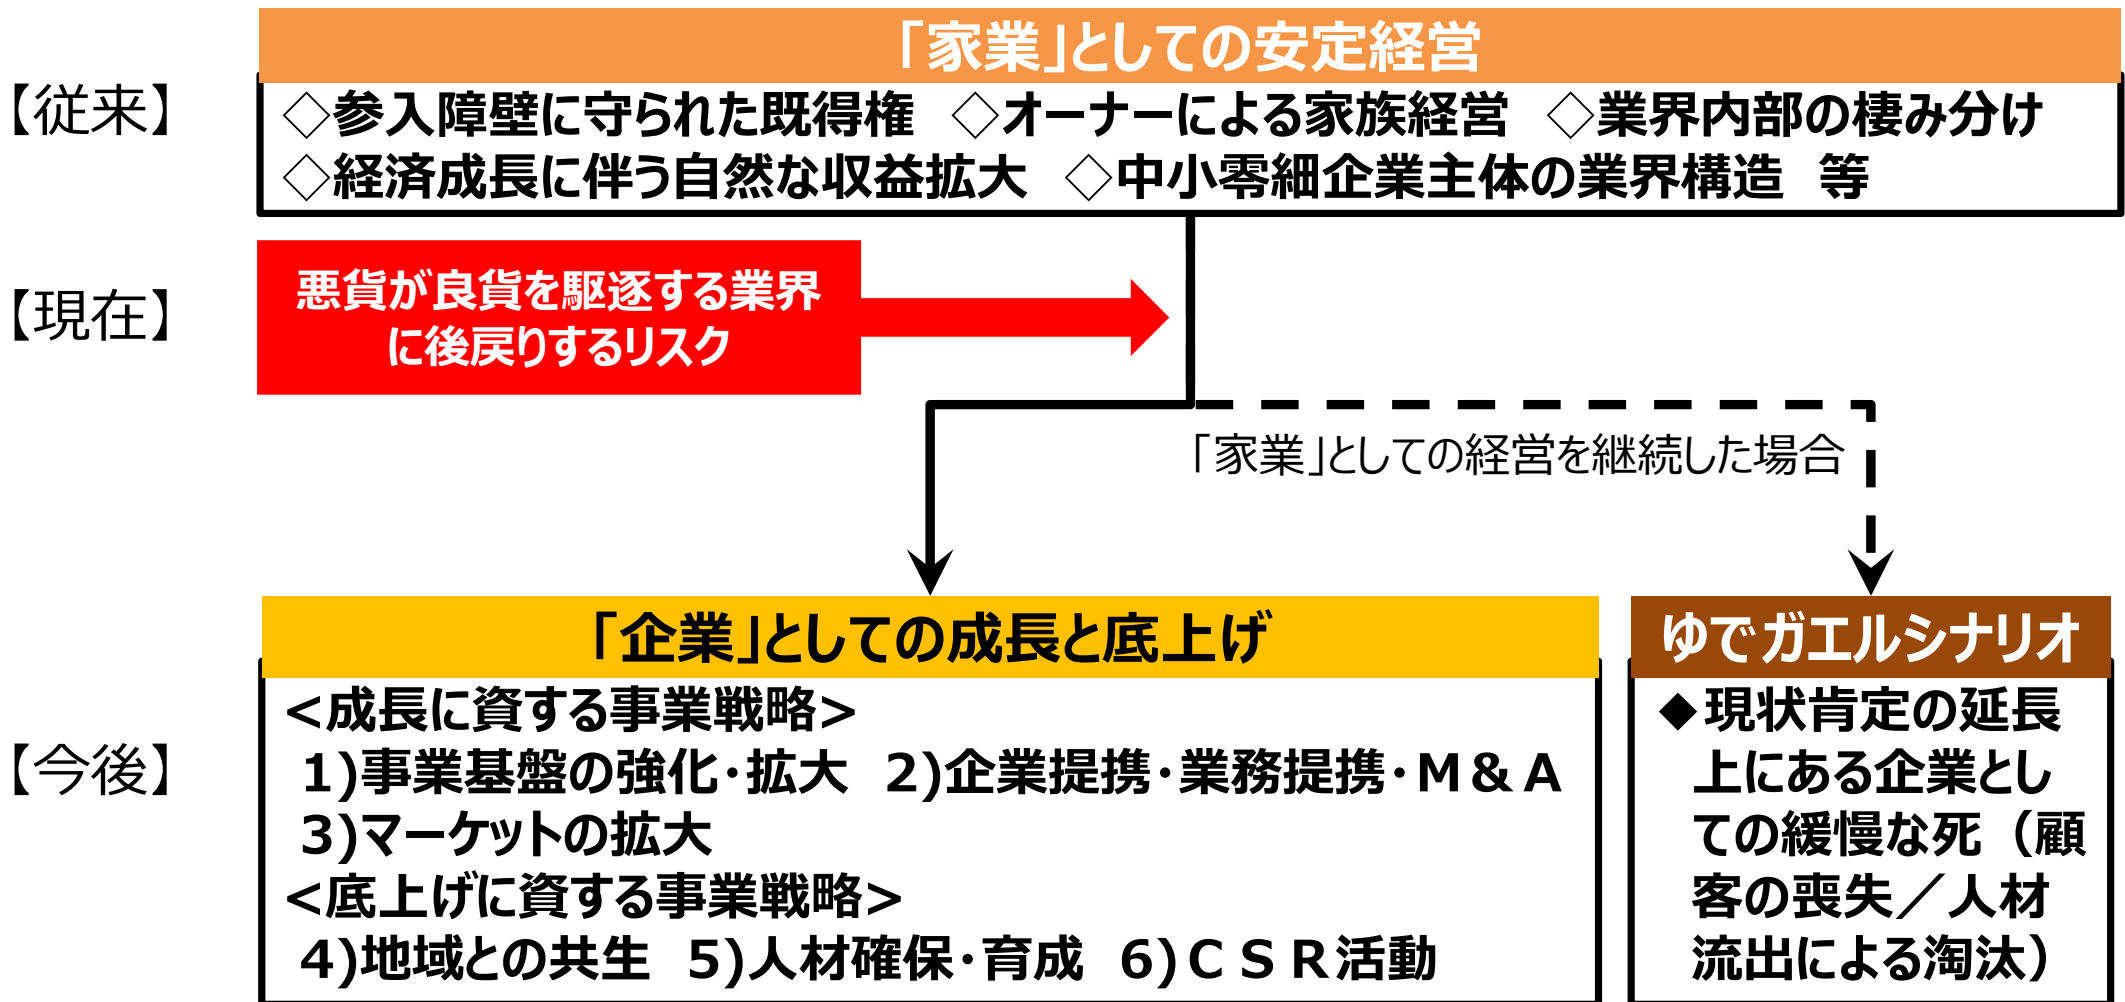 「家業」としての安定経営
【従来】
◇参入障壁に守られた既得権　◇オーナーによる家族経営　◇業界内部の棲み分け
◇経済成長に伴う自然な収益拡大　◇中小零細企業主体の業界構造　等
【現在】
悪貨が良貨を駆逐する業界
に後戻りするリスク
「家業」としての経営を継続した場合
【今後】
「企業」としての成長と底上げ
<成長に資する事業戦略>
1)事業基盤の強化・拡大　2)企業提携・業務提携・Ｍ＆Ａ
3)マーケットの拡大
<底上げに資する事業戦略>
4)地域との共生　5)人材確保・育成　6)ＣＳＲ活動
ゆでガエルシナリオ
◆現状肯定の延長
上にある企業とし
ての緩慢な死（顧
客の喪失／人材
流出による淘汰）